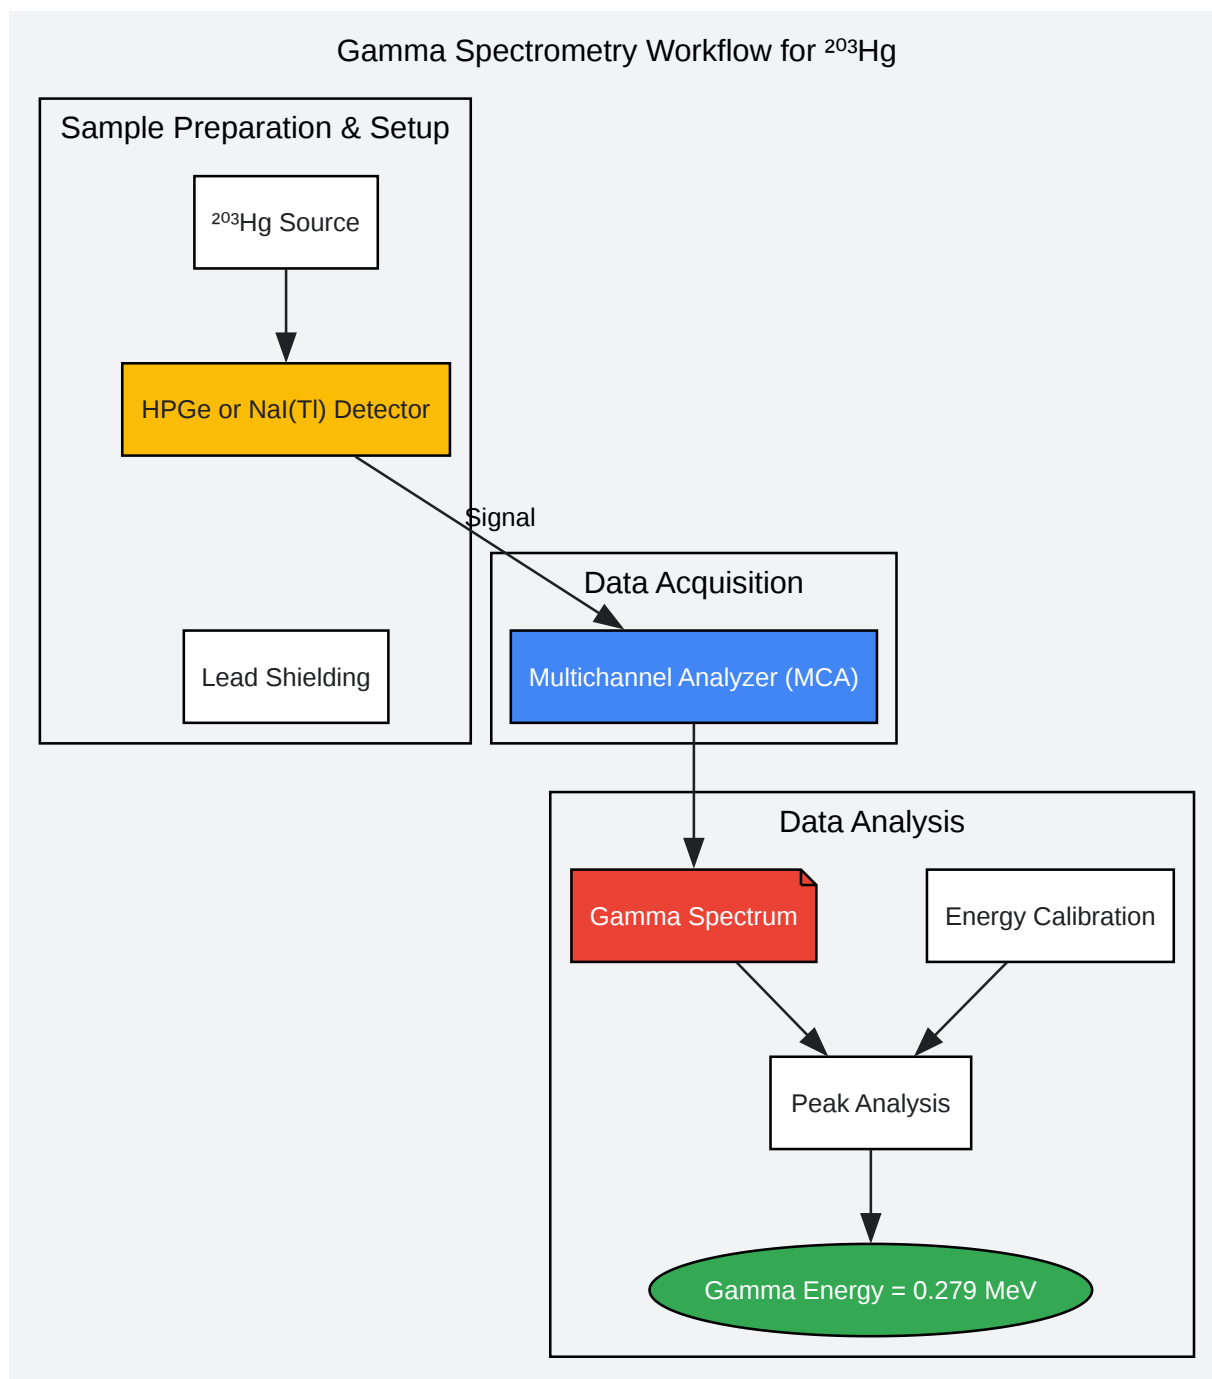 Gamma Spectrometry Workflow for ²⁰³Hg
Sample Preparation & Setup
²⁰³Hg Source
HPGe or NaI(Tl) Detector
Signal
Lead Shielding
Data Acquisition
Multichannel Analyzer (MCA)
Data Analysis
Gamma Spectrum
Energy Calibration
Peak Analysis
Gamma Energy = 0.279 MeV